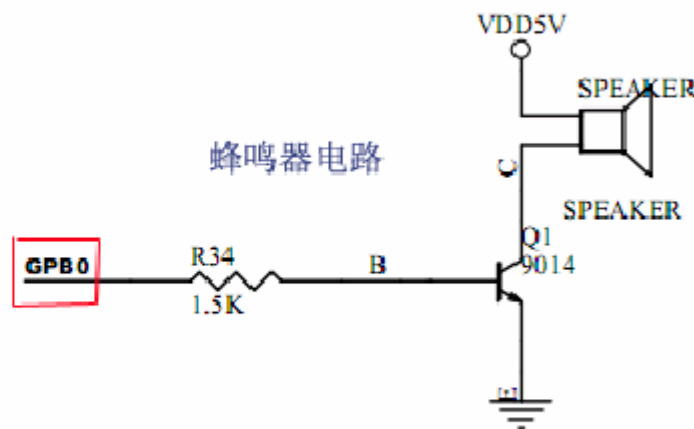 VDD5V
SPEAKER
蜂鸣器电路
C
SPEAKER
Q1
9014
GPB0
R34
1.5K
B
E